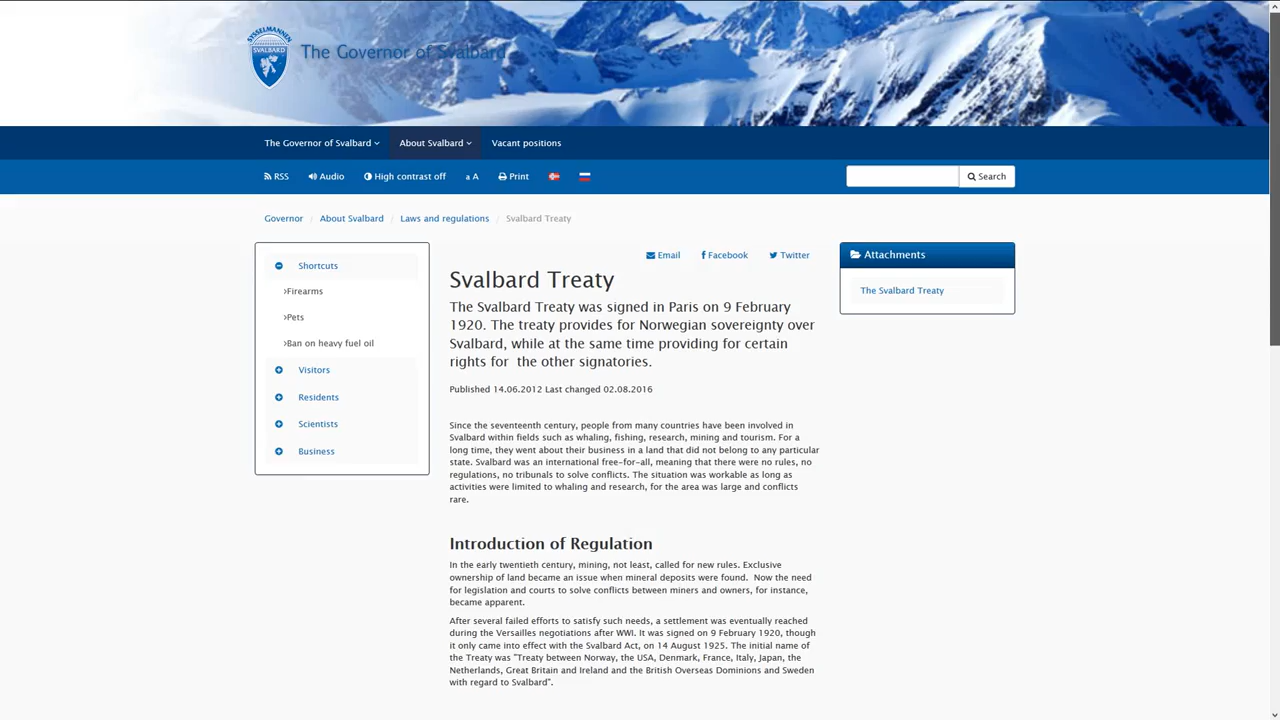 SYSSELMANNEN
SVALBARD
The Governor of Svalbard
The Governor of Svalbard
About Svalbard
Vacant positions
RSS
Audio
High contrast off
a A
Print
Search
Governor / About Svalbard / Laws and regulations / Svalbard Treaty
Shortcuts
›Firearms
›Pets
›Ban on heavy fuel oil
Visitors
Residents
Scientists
Business
Email
Facebook
Twitter
Svalbard Treaty
The Svalbard Treaty was signed in Paris on 9 February
1920. The treaty provides for Norwegian sovereignty over
Svalbard, while at the same time providing for certain
rights for the other signatories.
Published 14.06.2012 Last changed 02.08.2016
Since the seventeenth century, people from many countries have been involved in
Svalbard within fields such as whaling, fishing, research, mining and tourism. For a
long time, they went about their business in a land that did not belong to any particular
state. Svalbard was an international free-for-all, meaning that there were no rules, no
regulations, no tribunals to solve conflicts. The situation was workable as long as
activities were limited to whaling and research, for the area was large and conflicts
rare.
Introduction of Regulation
In the early twentieth century, mining, not least, called for new rules. Exclusive
ownership of land became an issue when mineral deposits were found. Now the need
for legislation and courts to solve conflicts between miners and owners, for instance,
became apparent.
After several failed efforts to satisfy such needs, a settlement was eventually reached
during the Versailles negotiations after WWI. It was signed on 9 February 1920, though
it only came into effect with the Svalbard Act, on 14 August 1925. The initial name of
the Treaty was "Treaty between Norway, the USA, Denmark, France, Italy, Japan, the
Netherlands, Great Britain and Ireland and the British Overseas Dominions and Sweden
with regard to Svalbard".
Attachments
The Svalbard Treaty